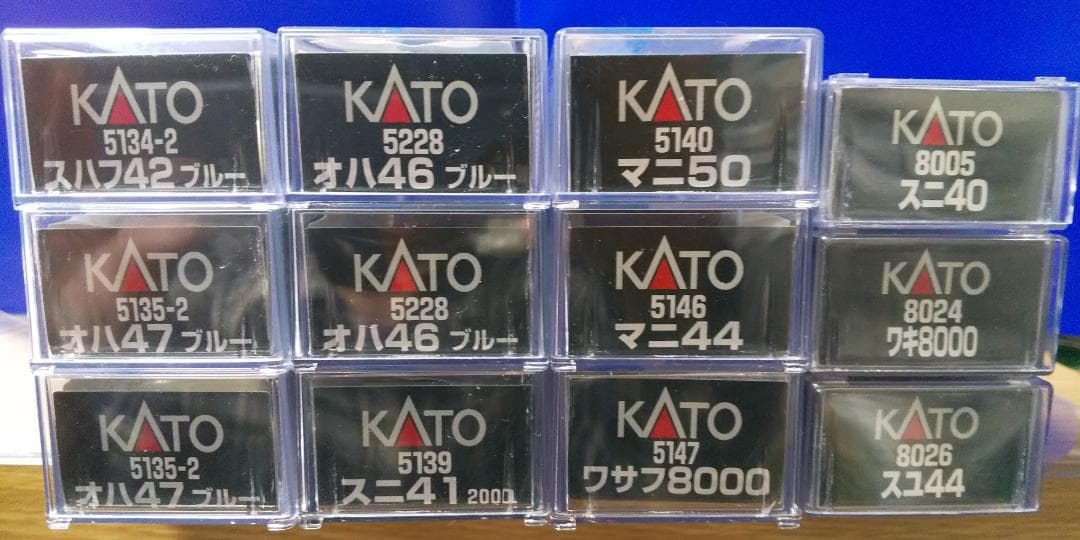 KATO
5134-2
スハフ42 ブルー
KATO
5228
オハ46 ブルー
KATO
5140
マニ50
KATO
8005
スニ40
KATO
5135-2
オハ47 ブルー
KATO
5228
オハ46 ブルー
KATO
5146
マニ44
KATO
8024
ワキ8000
KATO
5135-2
オハ47 ブルー
KATO
5139
スニ41 2000
KATO
5147
ワサフ8000
KATO
8026
スユ44